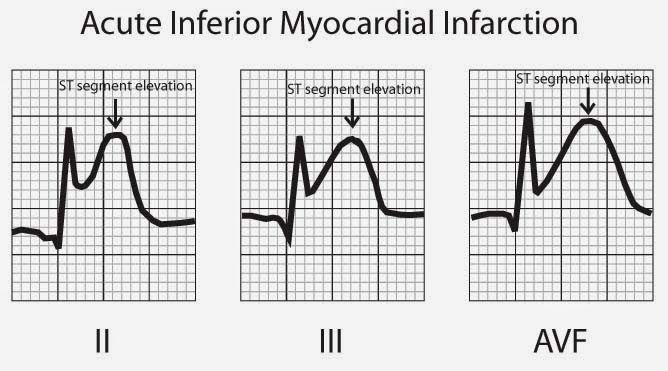 Acute Inferior Myocardial Infarction
ST segment elevation
ST segment elevation
ST segment elevation
II
III
AVF